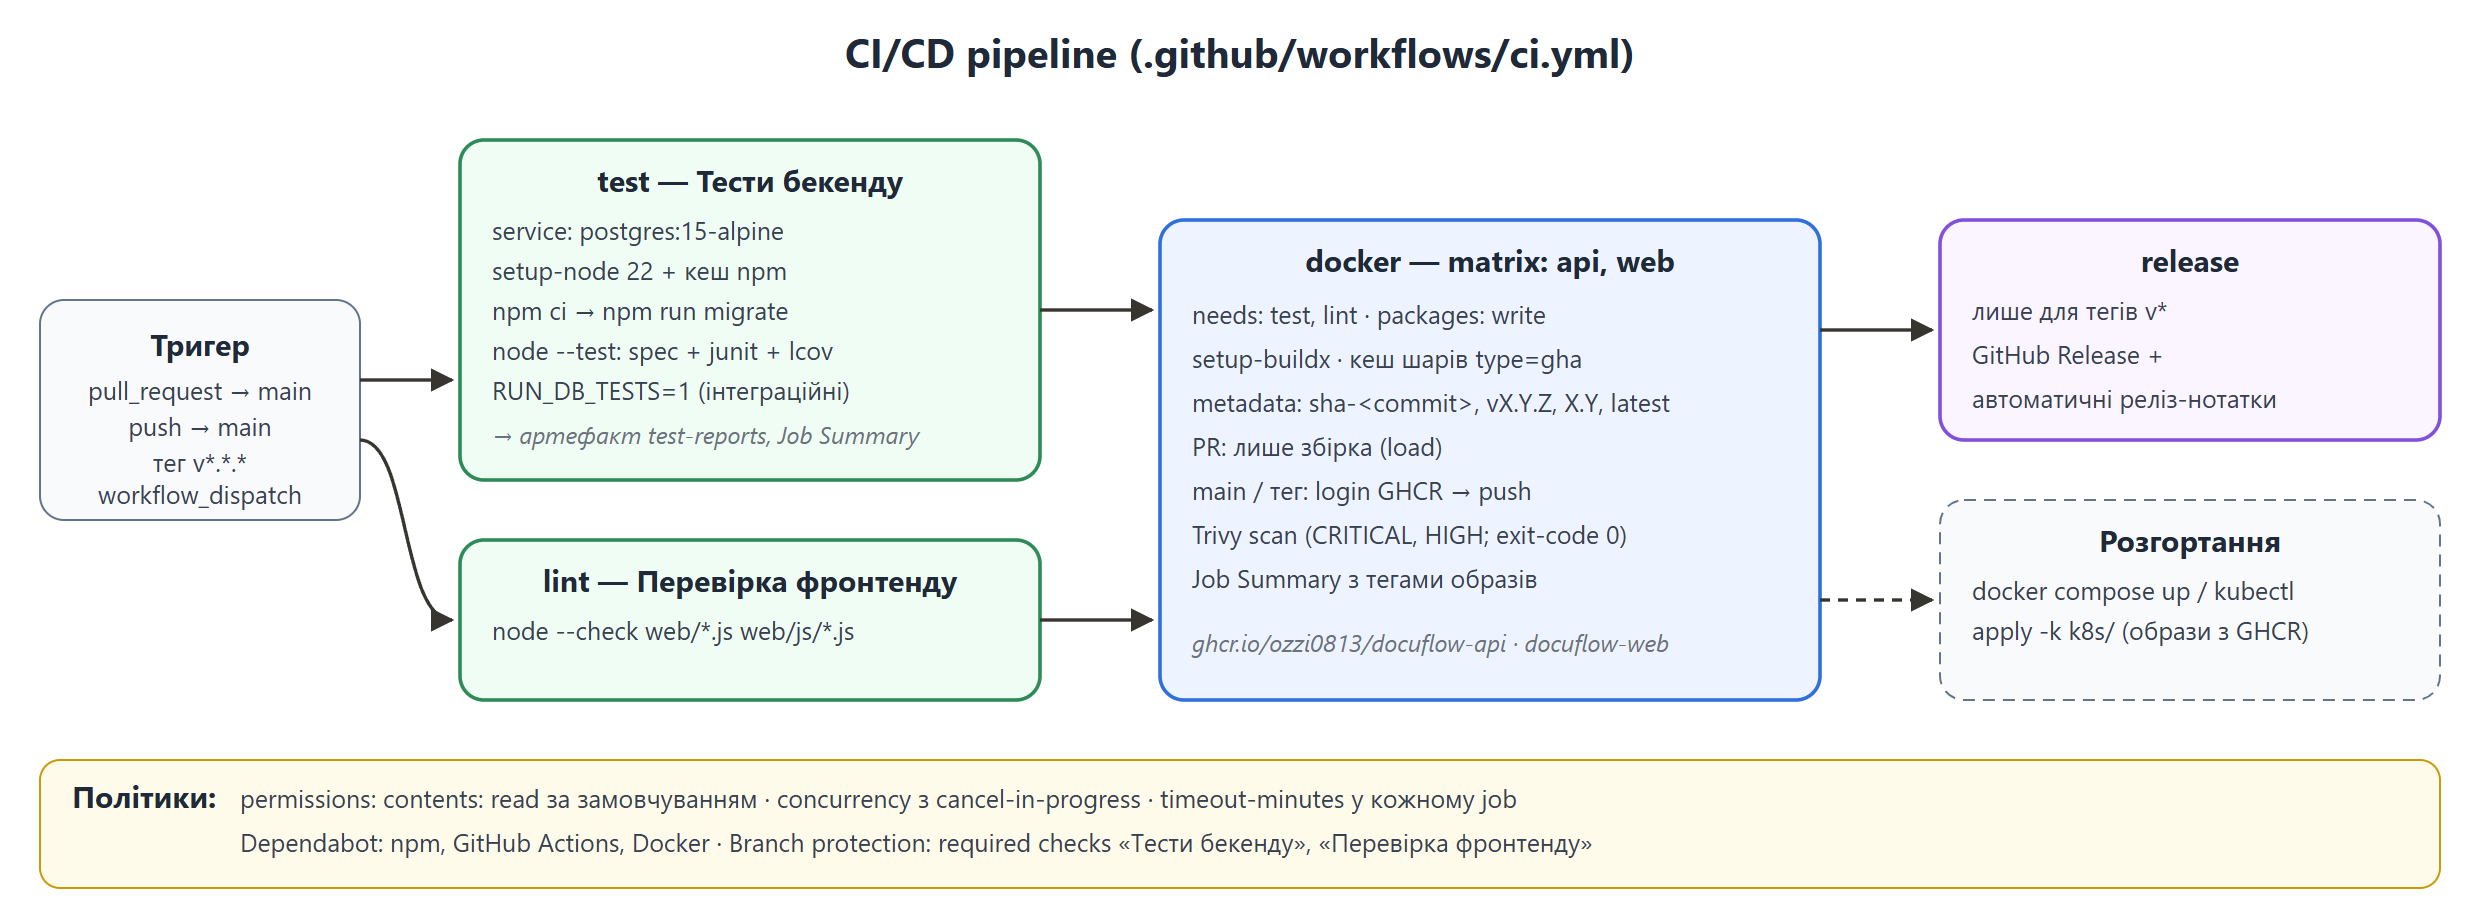 CI/CD pipeline (.github/workflows/ci.yml)
Тригер
pull_request → main
push → main
тег v*.*.*
workflow_dispatch
test — Тести бекенду
service: postgres:15-alpine
setup-node 22 + кеш npm
npm ci → npm run migrate
node --test: spec + junit + lcov
RUN_DB_TESTS=1 (інтеграційні)
→ артефакт test-reports, Job Summary
lint — Перевірка фронтенду
node --check web/*.js web/js/*.js
docker — matrix: api, web
needs: test, lint · packages: write
setup-buildx · кеш шарів type=gha
metadata: sha-<commit>, vX.Y.Z, X.Y, latest
PR: лише збірка (load)
main / тег: login GHCR → push
Trivy scan (CRITICAL, HIGH; exit-code 0)
Job Summary з тегами образів
ghcr.io/ozzi0813/docuflow-api · docuflow-web
release
лише для тегів v*
GitHub Release +
автоматичні реліз-нотатки
Розгортання
docker compose up / kubectl
apply -k k8s/ (образи з GHCR)
Політики: permissions: contents: read за замовчуванням · concurrency з cancel-in-progress · timeout-minutes у кожному job
Dependabot: npm, GitHub Actions, Docker · Branch protection: required checks «Тести бекенду», «Перевірка фронтенду»